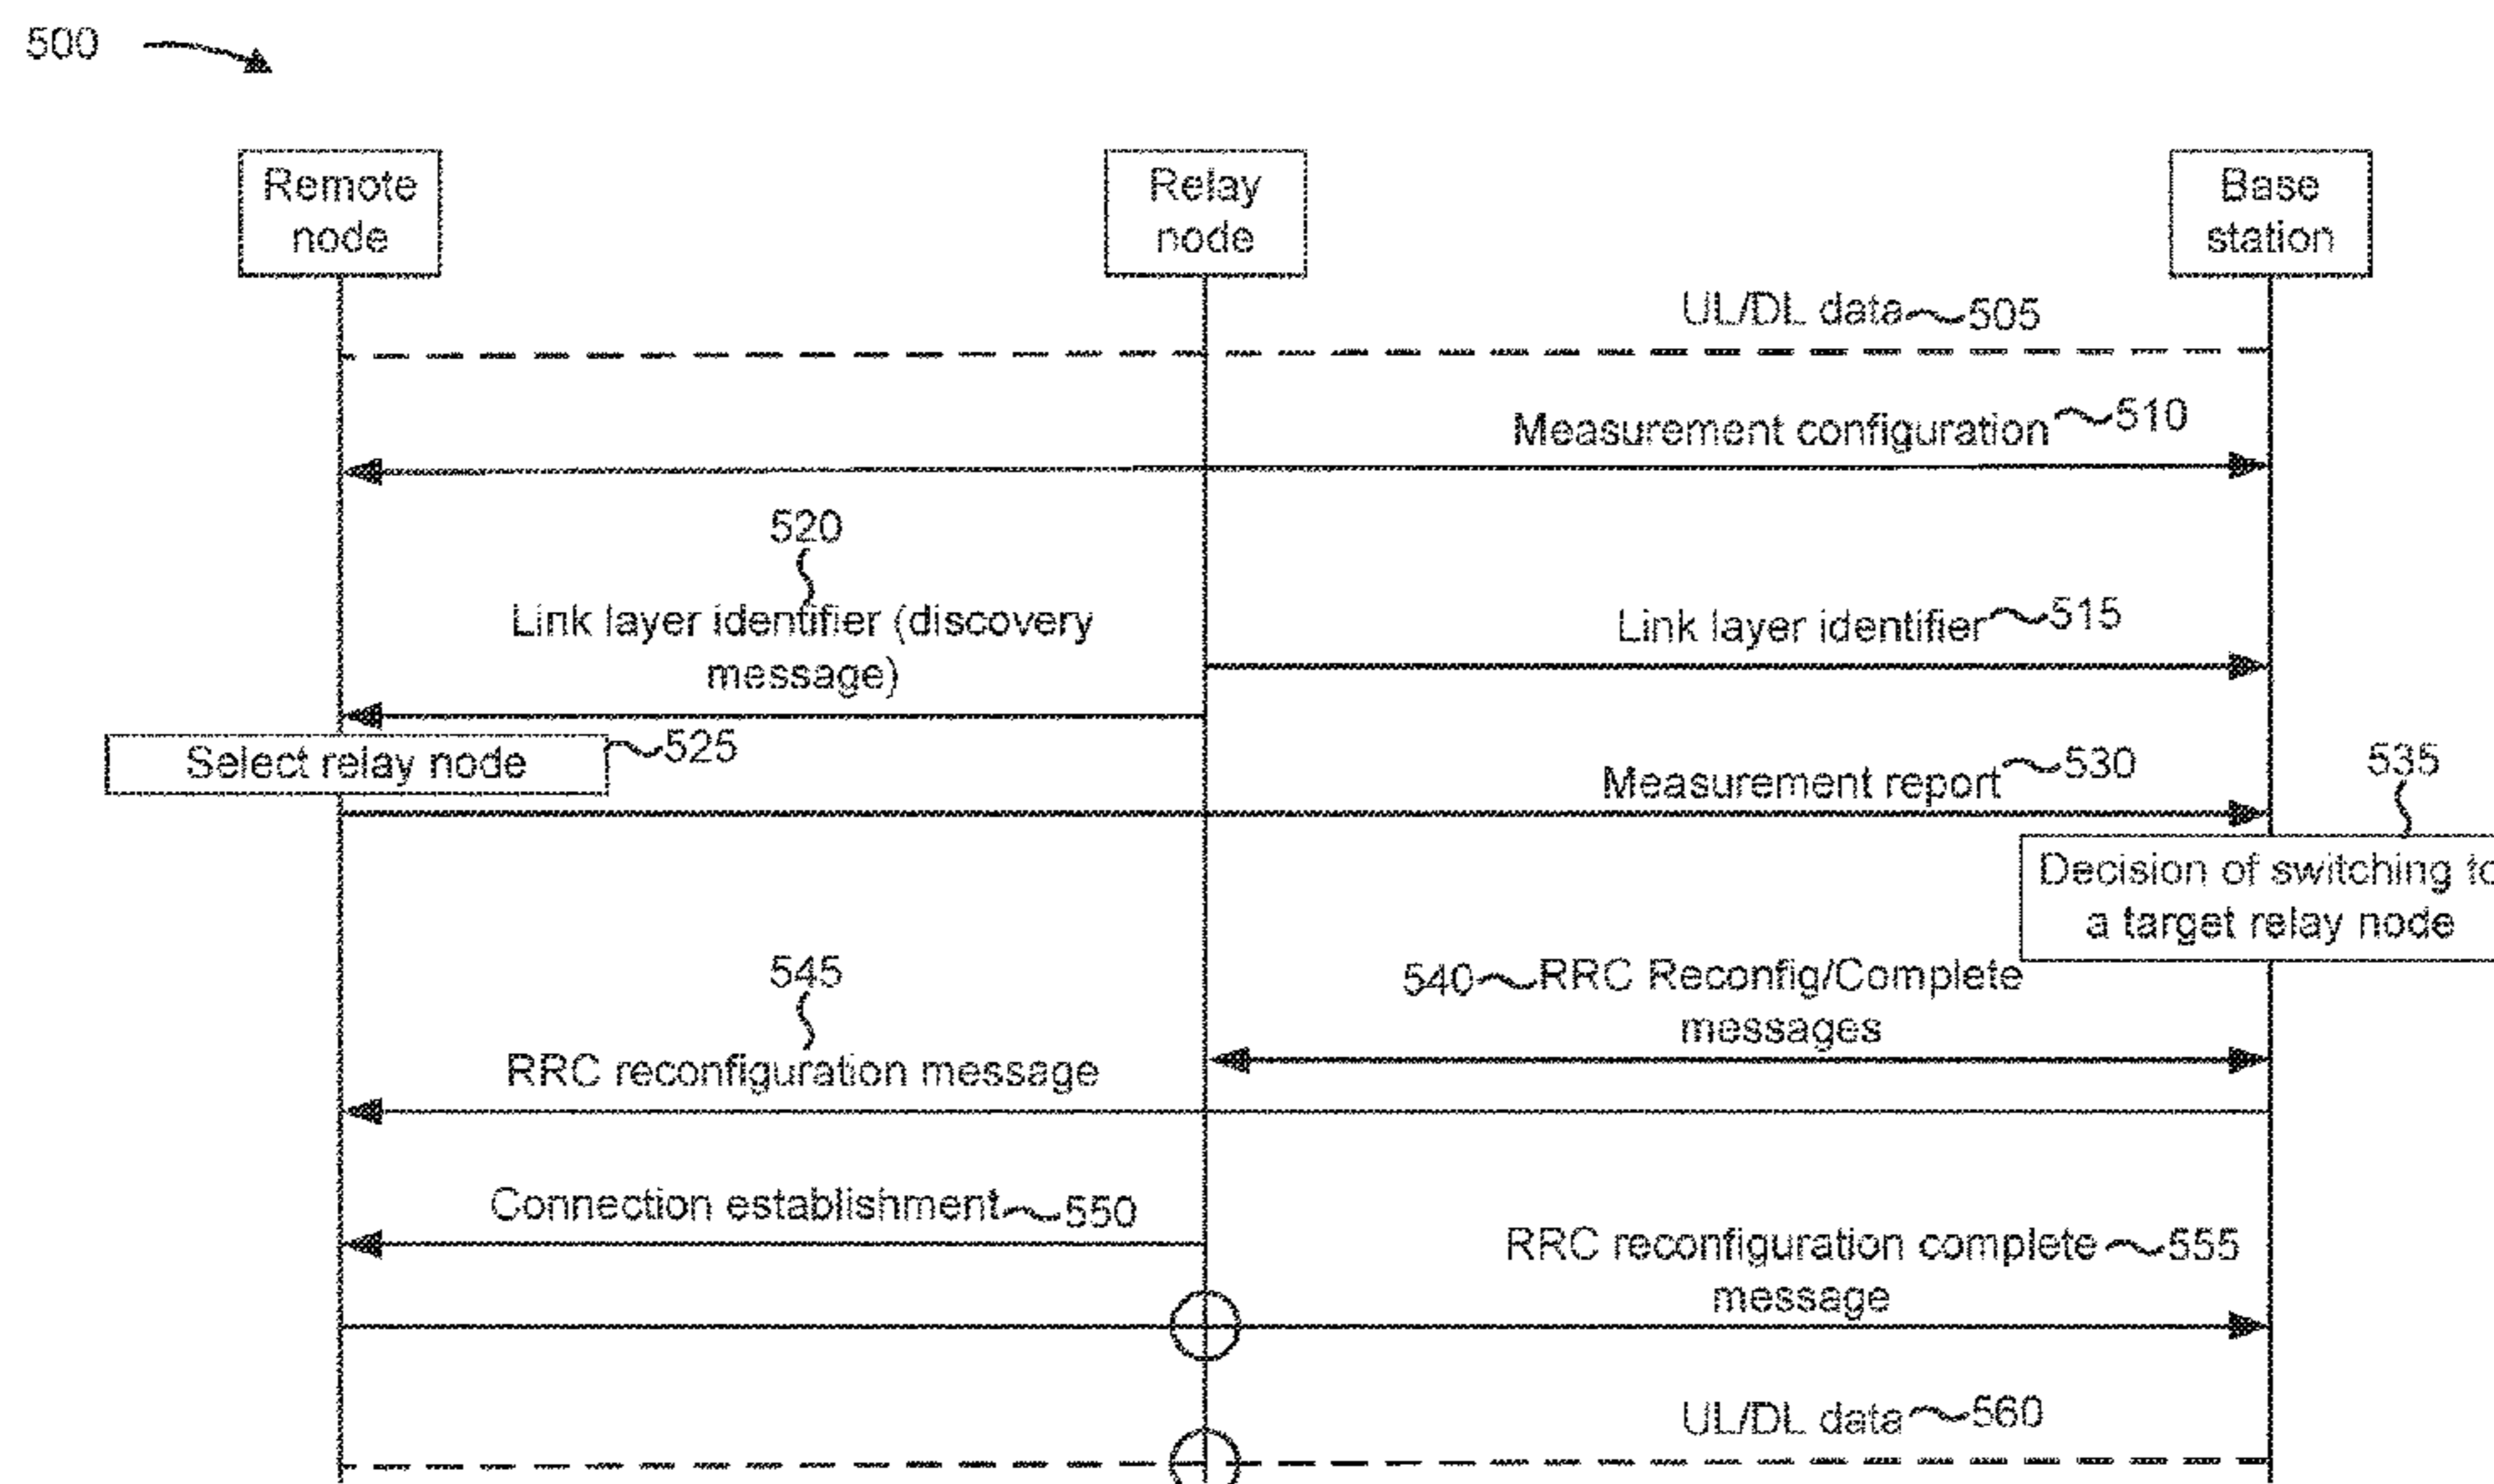 500
Remote
node
Relay
node
Base
station
UL/DL data 505
Measurement configuration 510
520
Link layer identifier (discovery
message)
Link layer identifier 515
Select relay node 525
Measurement report 530
535
Decision of switching to
a target relay node
540 RRC Reconfig/Complete
messages
545
RRC reconfiguration message
Connection establishment 550
RRC reconfiguration complete 555
message
UL/DL data 560